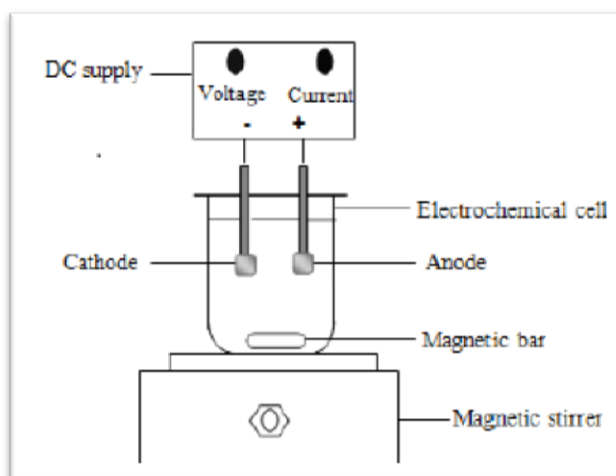 DC supply
Voltage Current
- +
Electrochemical cell
Cathode
Anode
Magnetic bar
Magnetic stirrer